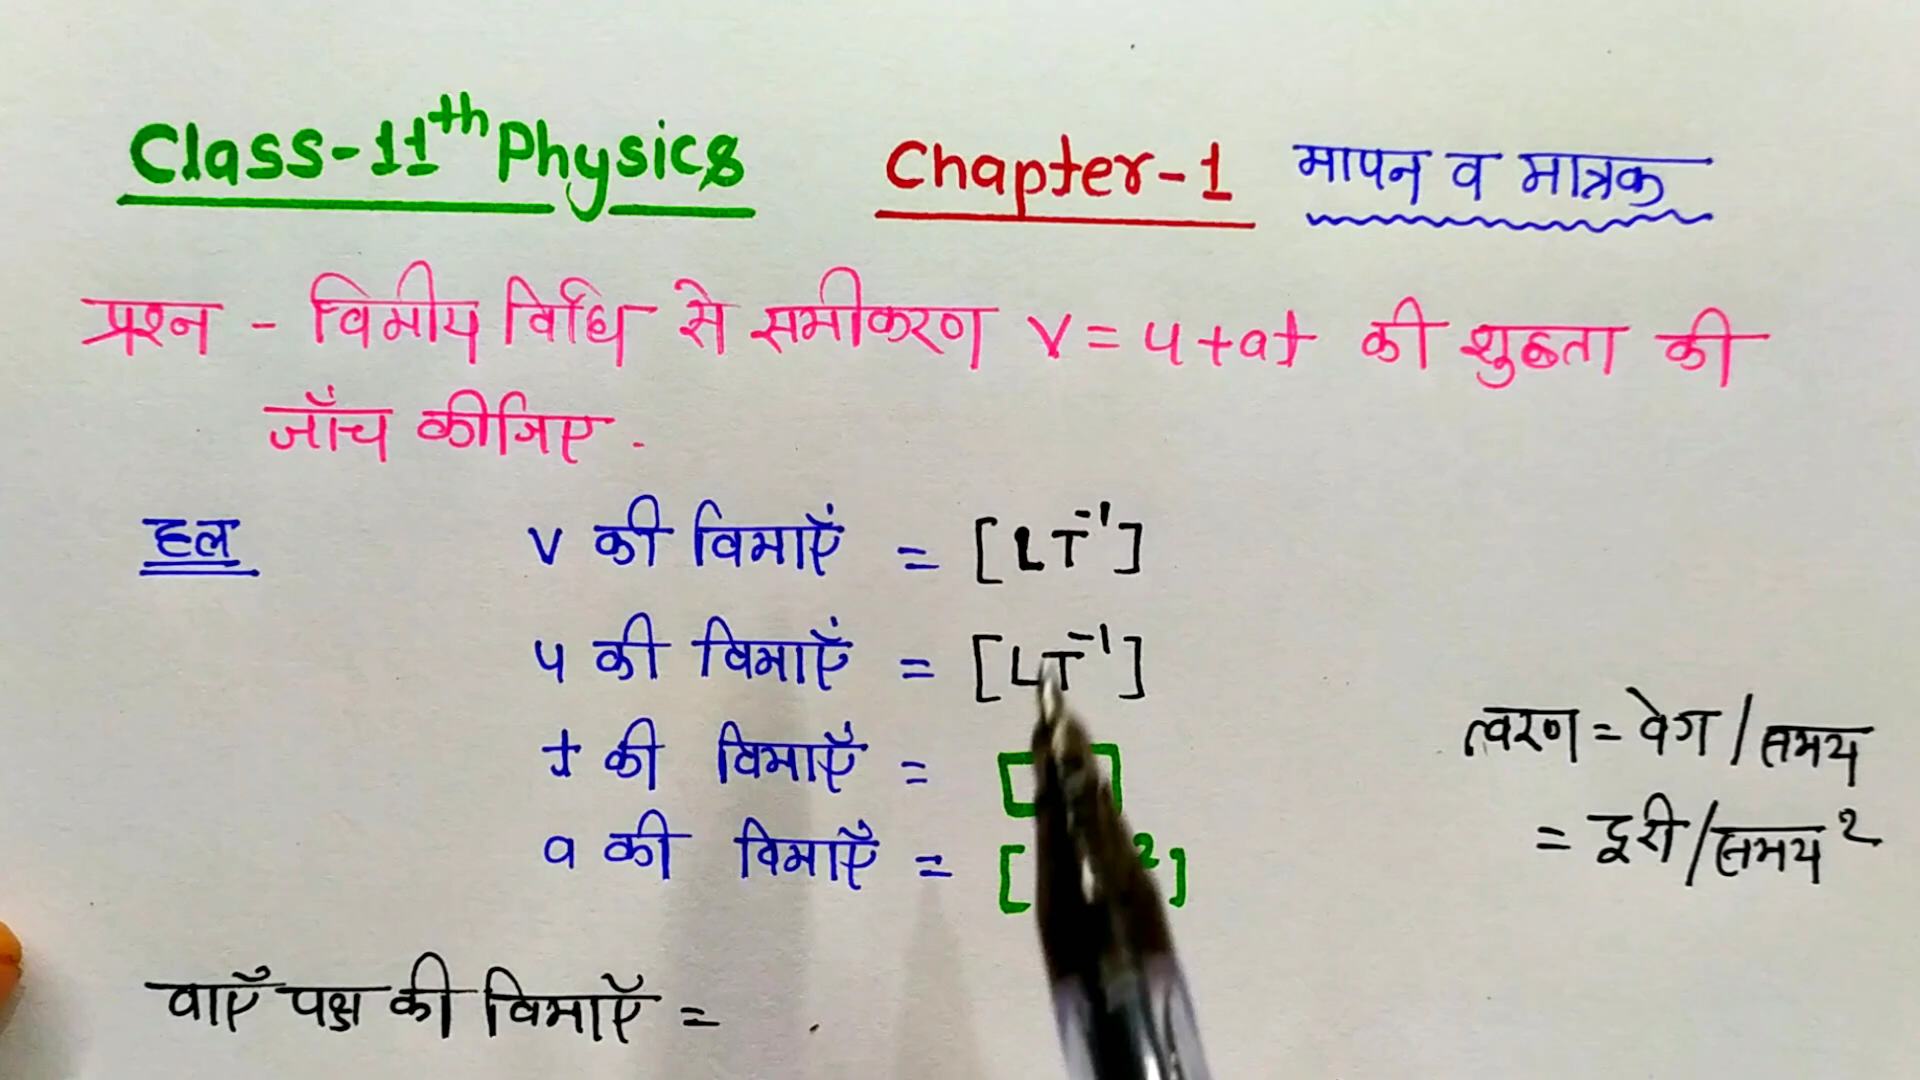 Class-11th Physics Chapter-1 मापन व मात्रक
प्रश्न - विमीय विधि से समीकरण v = u + at की शुद्धता की
जाँच कीजिए.
हल v की विमाएँ = [LT⁻¹]
u की विमाएँ = [LT⁻¹]
t की विमाएँ = [ ]
a की विमाएँ = [ ²]
त्वरण = वेग / समय
= दूरी / समय²
वाएँ पक्ष की विमाएँ =